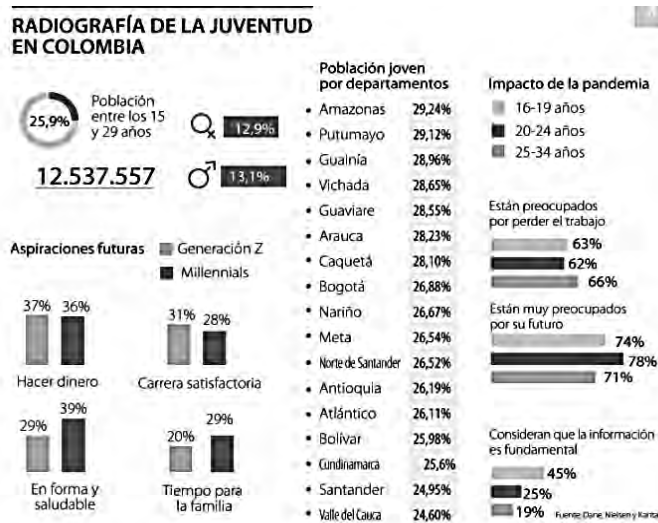 RADIOGRAFÍA DE LA JUVENTUD
EN COLOMBIA
25,9%
Población
entre los 15
y 29 años
12.537.557
12,9%
13,1%
Aspiraciones futuras
Generación Z
Millennials
37% 36%
Hacer dinero
31% 28%
Carrera satisfactoria
29% 39%
En forma y
saludable
20% 29%
Tiempo para
la familia
Población joven
por departamentos
• Amazonas 29,24%
• Putumayo 29,12%
• Guainía 28,96%
• Vichada 28,65%
• Guaviare 28,55%
• Arauca 28,23%
• Caquetá 28,10%
• Bogotá 26,88%
• Nariño 26,67%
• Meta 26,54%
• Norte de Santander 26,52%
• Antioquia 26,19%
• Atlántico 26,11%
• Bolívar 25,98%
• Cundinamarca 25,6%
• Santander 24,95%
• Valle del Cauca 24,60%
Impacto de la pandemia
16-19 años
20-24 años
25-34 años
Están preocupados
por perder el trabajo
63%
62%
66%
Están muy preocupados
por su futuro
74%
78%
71%
Consideran que la información
es fundamental
45%
25%
19%
Fuente: Dane, Nielsen y Kantar